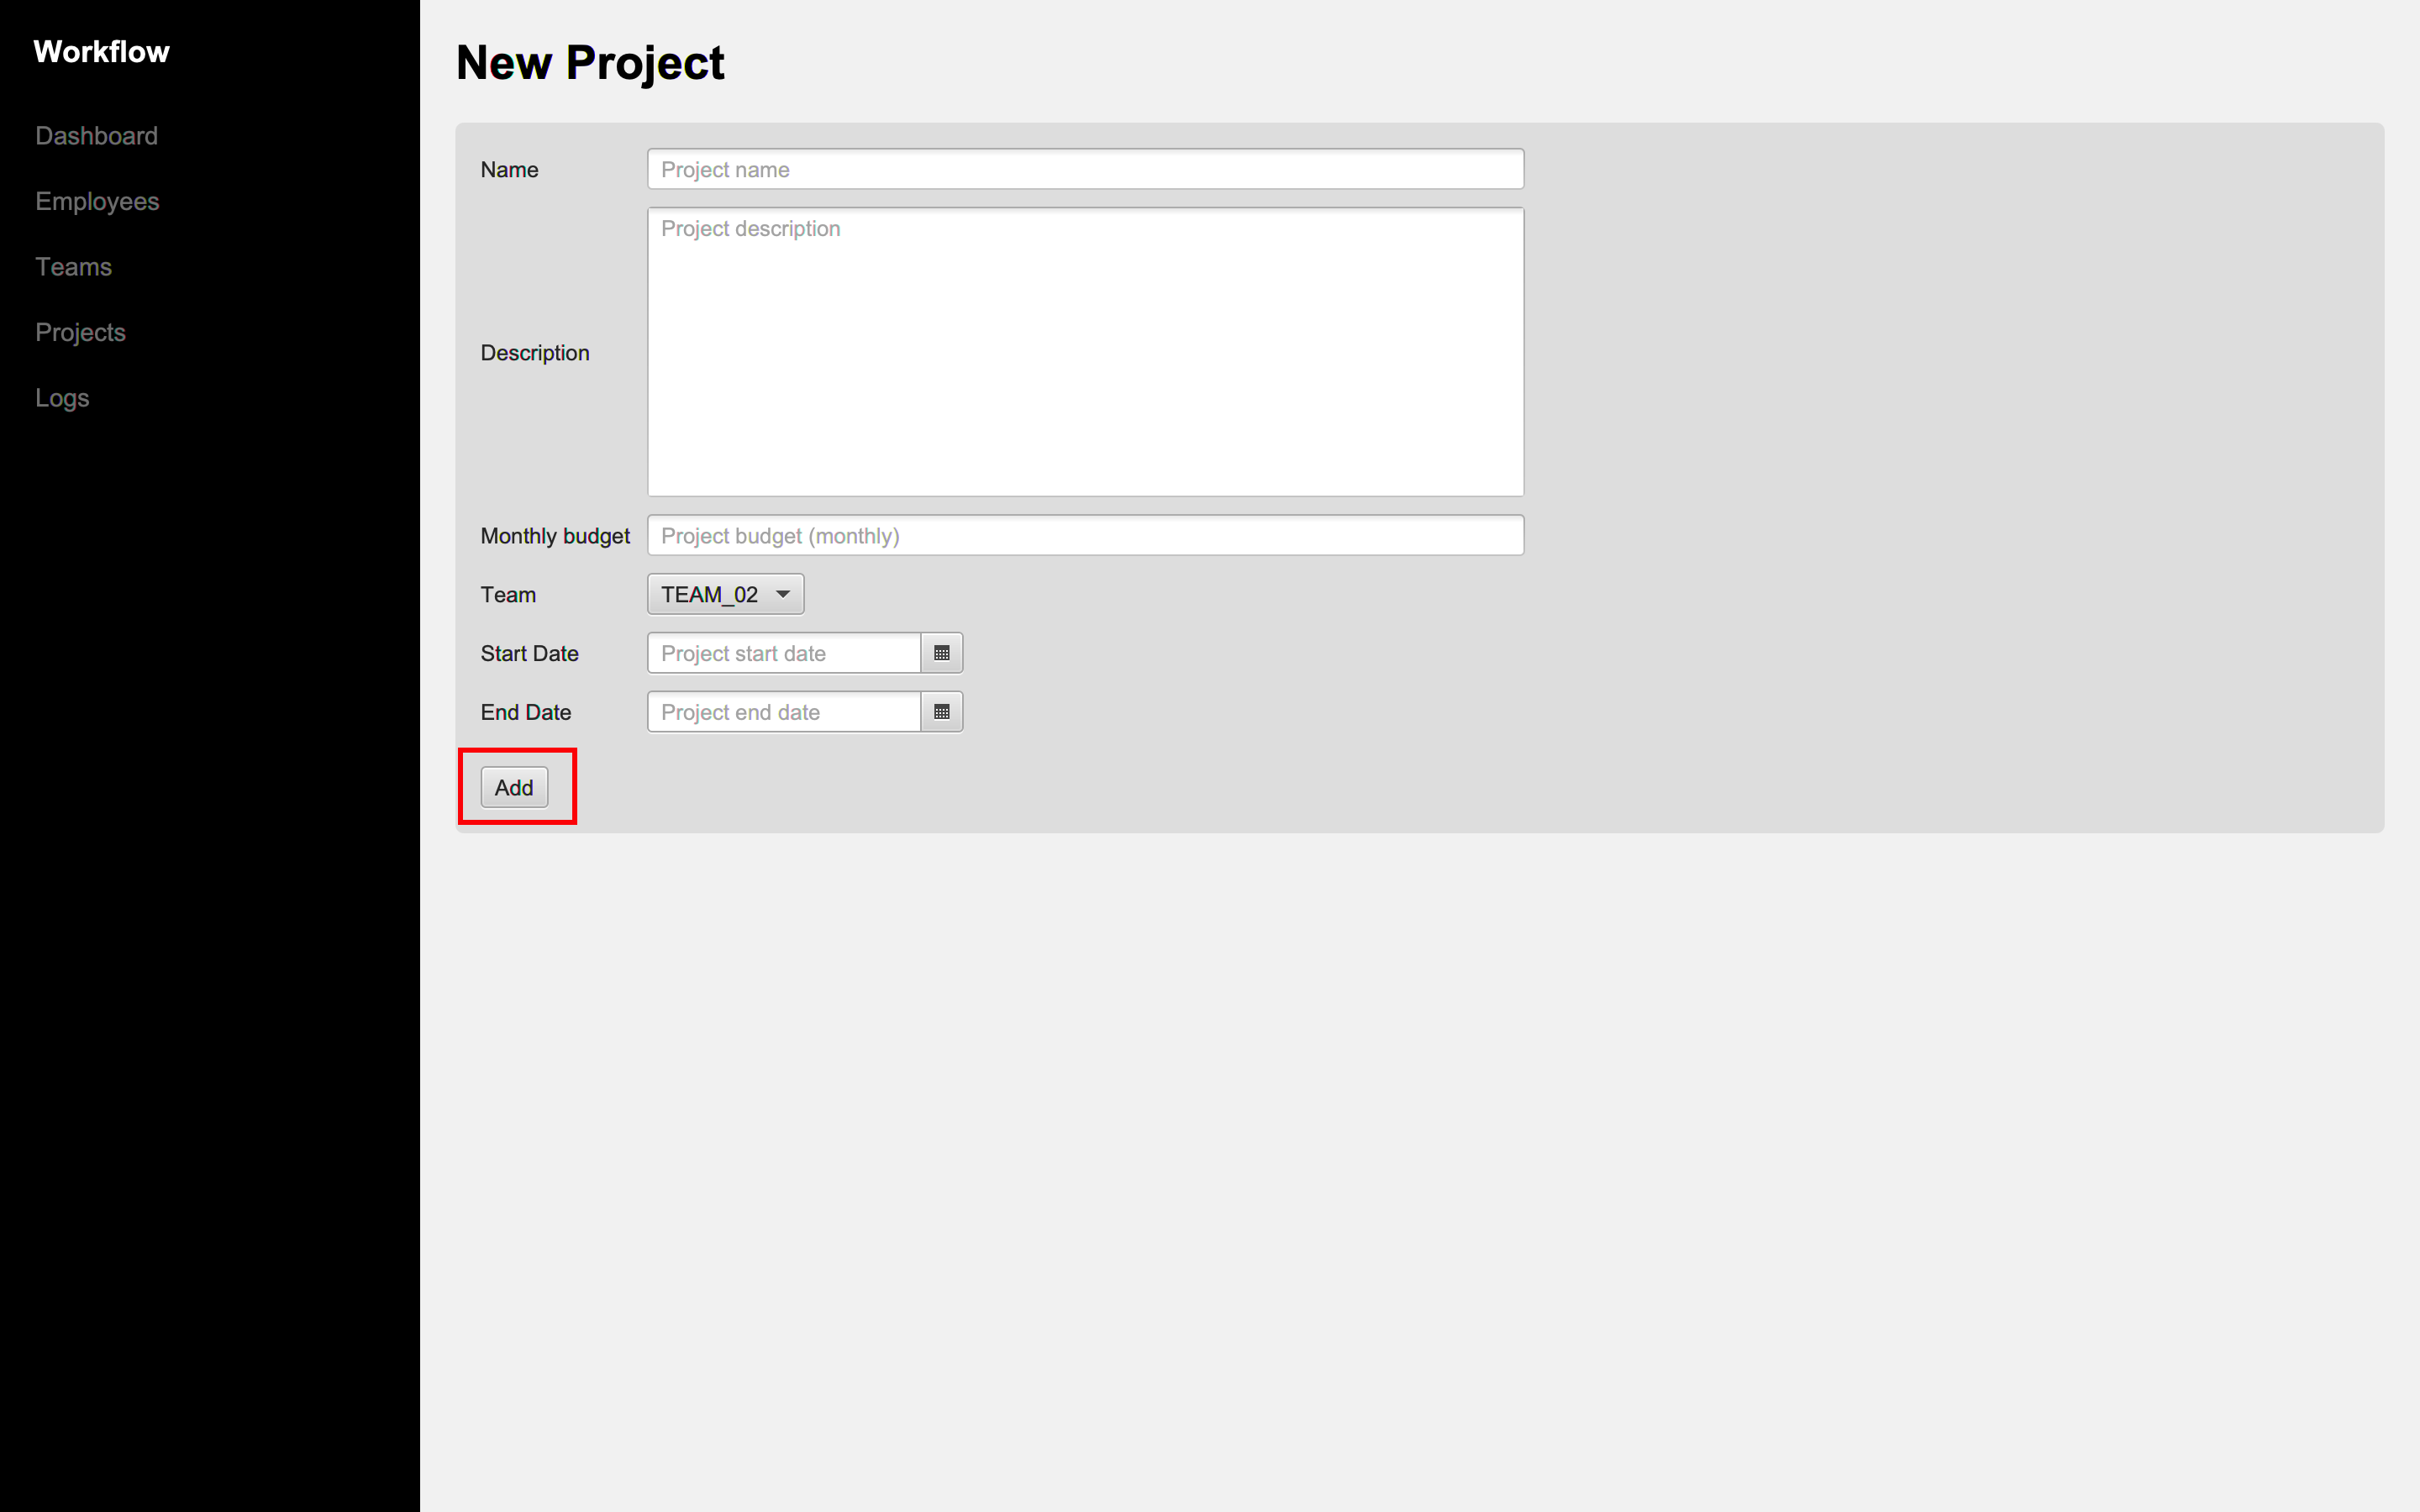 Workflow
Dashboard
Employees
Teams
Projects
Logs
New Project
Name
Project name
Description
Project description
Monthly budget
Project budget (monthly)
Team
TEAM_02
Start Date
Project start date
End Date
Project end date
Add